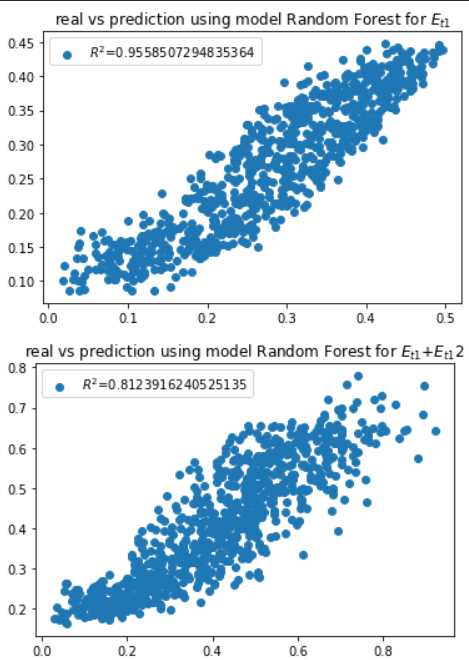 real vs prediction using model Random Forest for E_t1
R²=0.9558507294835364
0.45
0.40
0.35
0.30
0.25
0.20
0.15
0.10
0.0 0.1 0.2 0.3 0.4 0.5
real vs prediction using model Random Forest for E_t1+E_t12
R²=0.8123916240525135
0.8
0.7
0.6
0.5
0.4
0.3
0.2
0.0 0.2 0.4 0.6 0.8